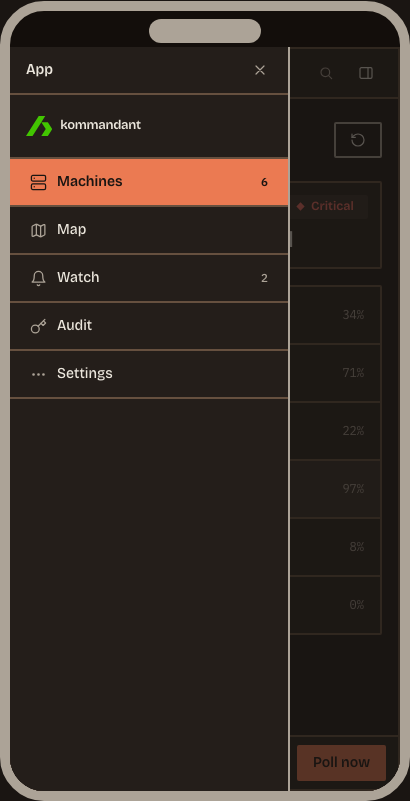 App
kommandant
Machines 6
Map
Watch 2
Audit
Settings
Critical
34%
71%
22%
97%
8%
0%
Poll now